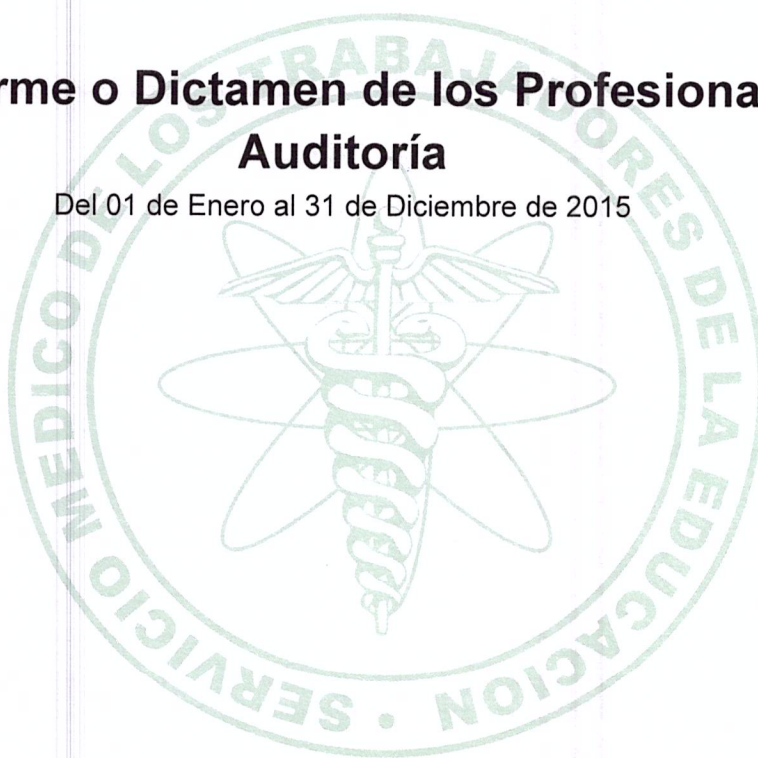 rme o Dictamen de los Profesiona
Auditoría
Del 01 de Enero al 31 de Diciembre de 2015
SERVICIO MEDICO DE LOS TRABAJADORES DE LA EDUCACION •